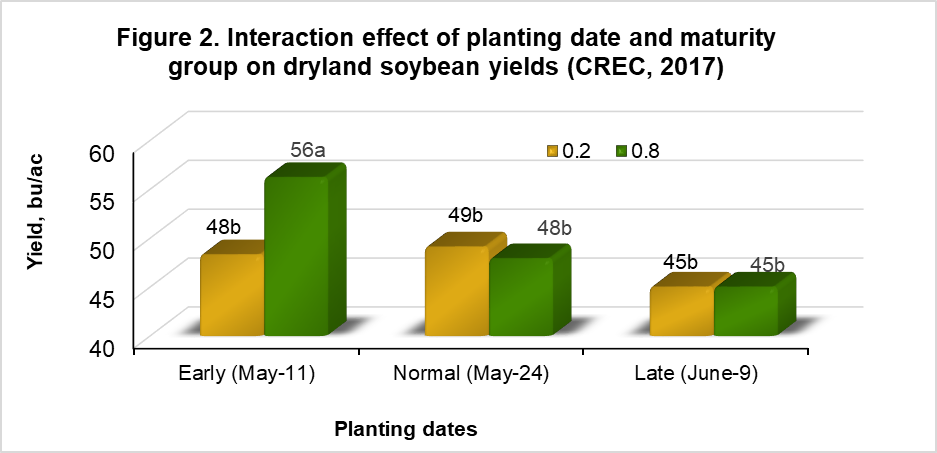 Figure 2. Interaction effect of planting date and maturity
group on dryland soybean yields (CREC, 2017)
Yield, bu/ac
60
55
50
45
40
0.2
0.8
48b
56a
49b
48b
45b
45b
Early (May-11)
Normal (May-24)
Late (June-9)
Planting dates